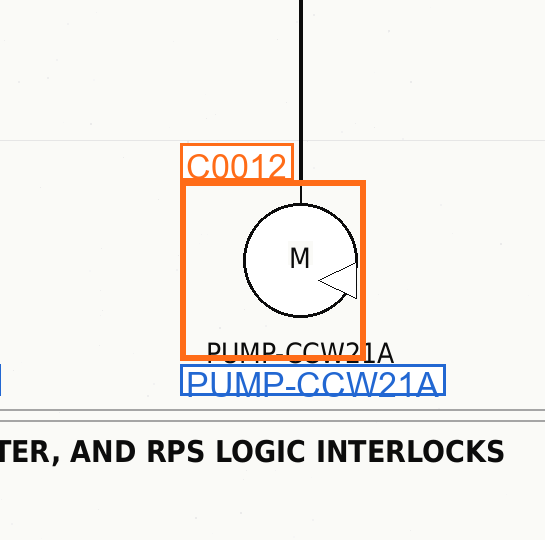 C0012
M
PUMP-CCW21A
PUMP-CCW21A
TER, AND RPS LOGIC INTERLOCKS